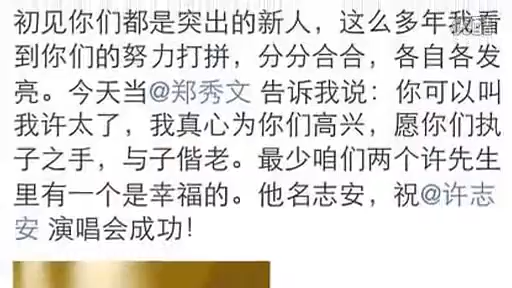 初见你们都是突出的新人，这么多年我看
到你们的努力打拼，分分合合，各自各发
亮。今天当@郑秀文 告诉我说：你可以叫
我许太了，我真心为你们高兴，愿你们执
子之手，与子偕老。最少咱们两个许先生
里有一个是幸福的。他名志安，祝@许志
安 演唱会成功！